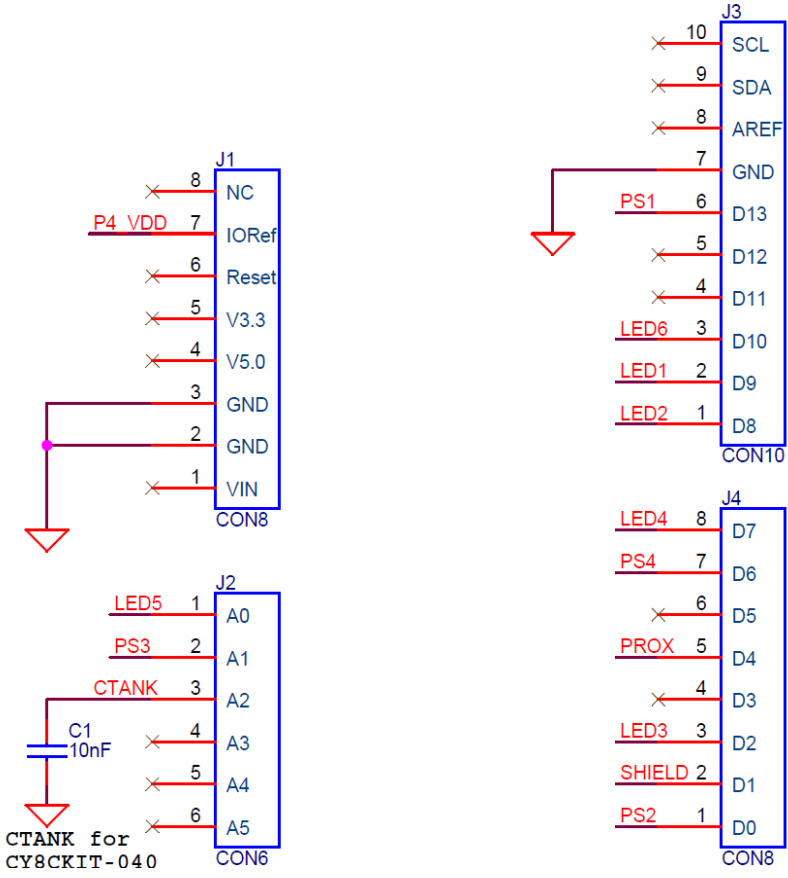 J1
8 NC
P4_VDD 7 IORef
6 Reset
5 V3.3
4 V5.0
3 GND
2 GND
1 VIN
CON8
J2
LED5 1 A0
PS3 2 A1
CTANK 3 A2
C1
10nF
4 A3
5 A4
6 A5
CON6
CTANK for
CY8CKIT-040
J3
10 SCL
9 SDA
8 AREF
7 GND
PS1 6 D13
5 D12
4 D11
LED6 3 D10
LED1 2 D9
LED2 1 D8
CON10
J4
LED4 8 D7
PS4 7 D6
6 D5
PROX 5 D4
4 D3
LED3 3 D2
SHIELD 2 D1
PS2 1 D0
CON8